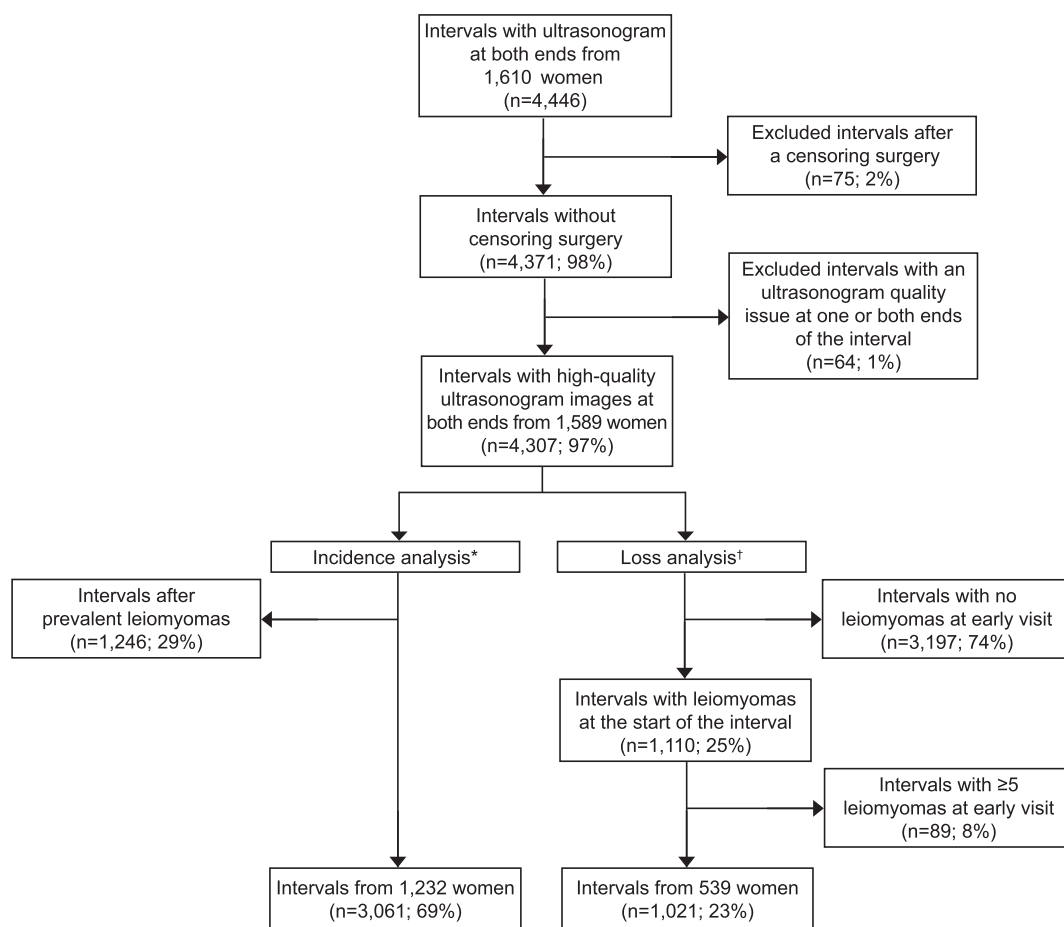 Intervals with ultrasonogram
at both ends from
1,610 women
(n=4,446)
Excluded intervals after
a censoring surgery
(n=75; 2%)
Intervals without
censoring surgery
(n=4,371; 98%)
Excluded intervals with an
ultrasonogram quality
issue at one or both ends
of the interval
(n=64; 1%)
Intervals with high-quality
ultrasonogram images at
both ends from 1,589 women
(n=4,307; 97%)
Incidence analysis*
Loss analysis†
Intervals after
prevalent leiomyomas
(n=1,246; 29%)
Intervals with no
leiomyomas at early visit
(n=3,197; 74%)
Intervals with leiomyomas
at the start of the interval
(n=1,110; 25%)
Intervals with ≥5
leiomyomas at early visit
(n=89; 8%)
Intervals from 1,232 women
(n=3,061; 69%)
Intervals from 539 women
(n=1,021; 23%)